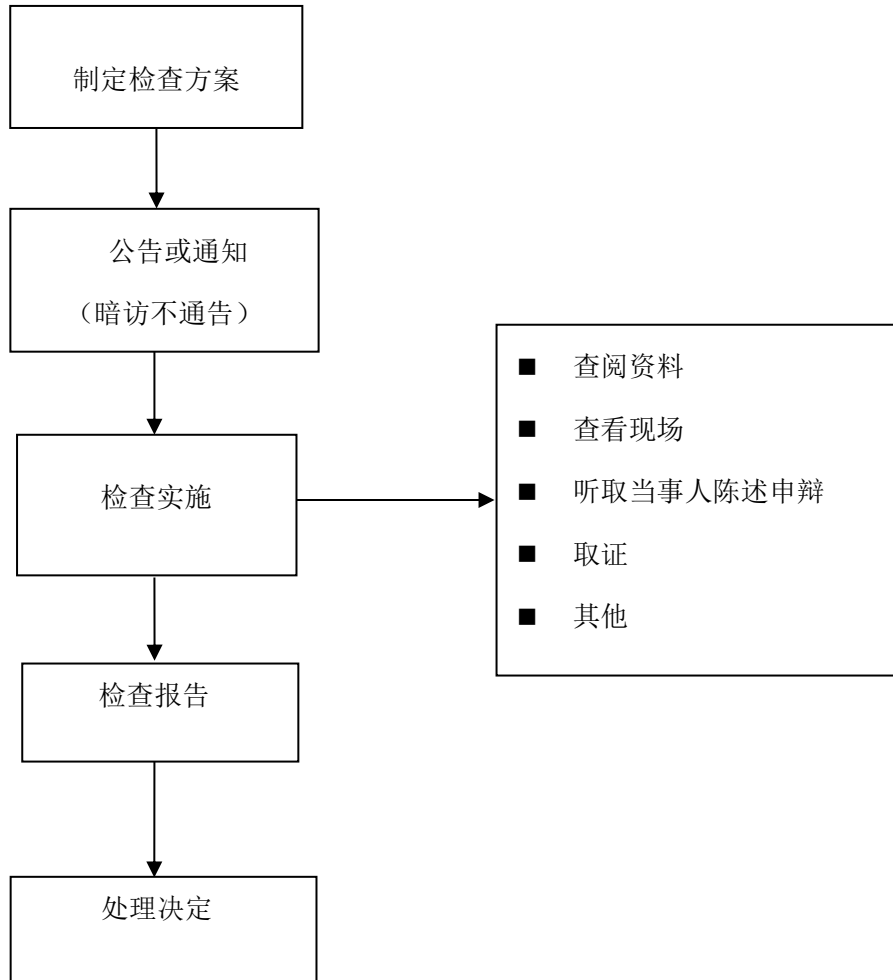 制定检查方案
公告或通知
（暗访不通告）
检查实施
■ 查阅资料
■ 查看现场
■ 听取当事人陈述申辩
■ 取证
■ 其他
检查报告
处理决定